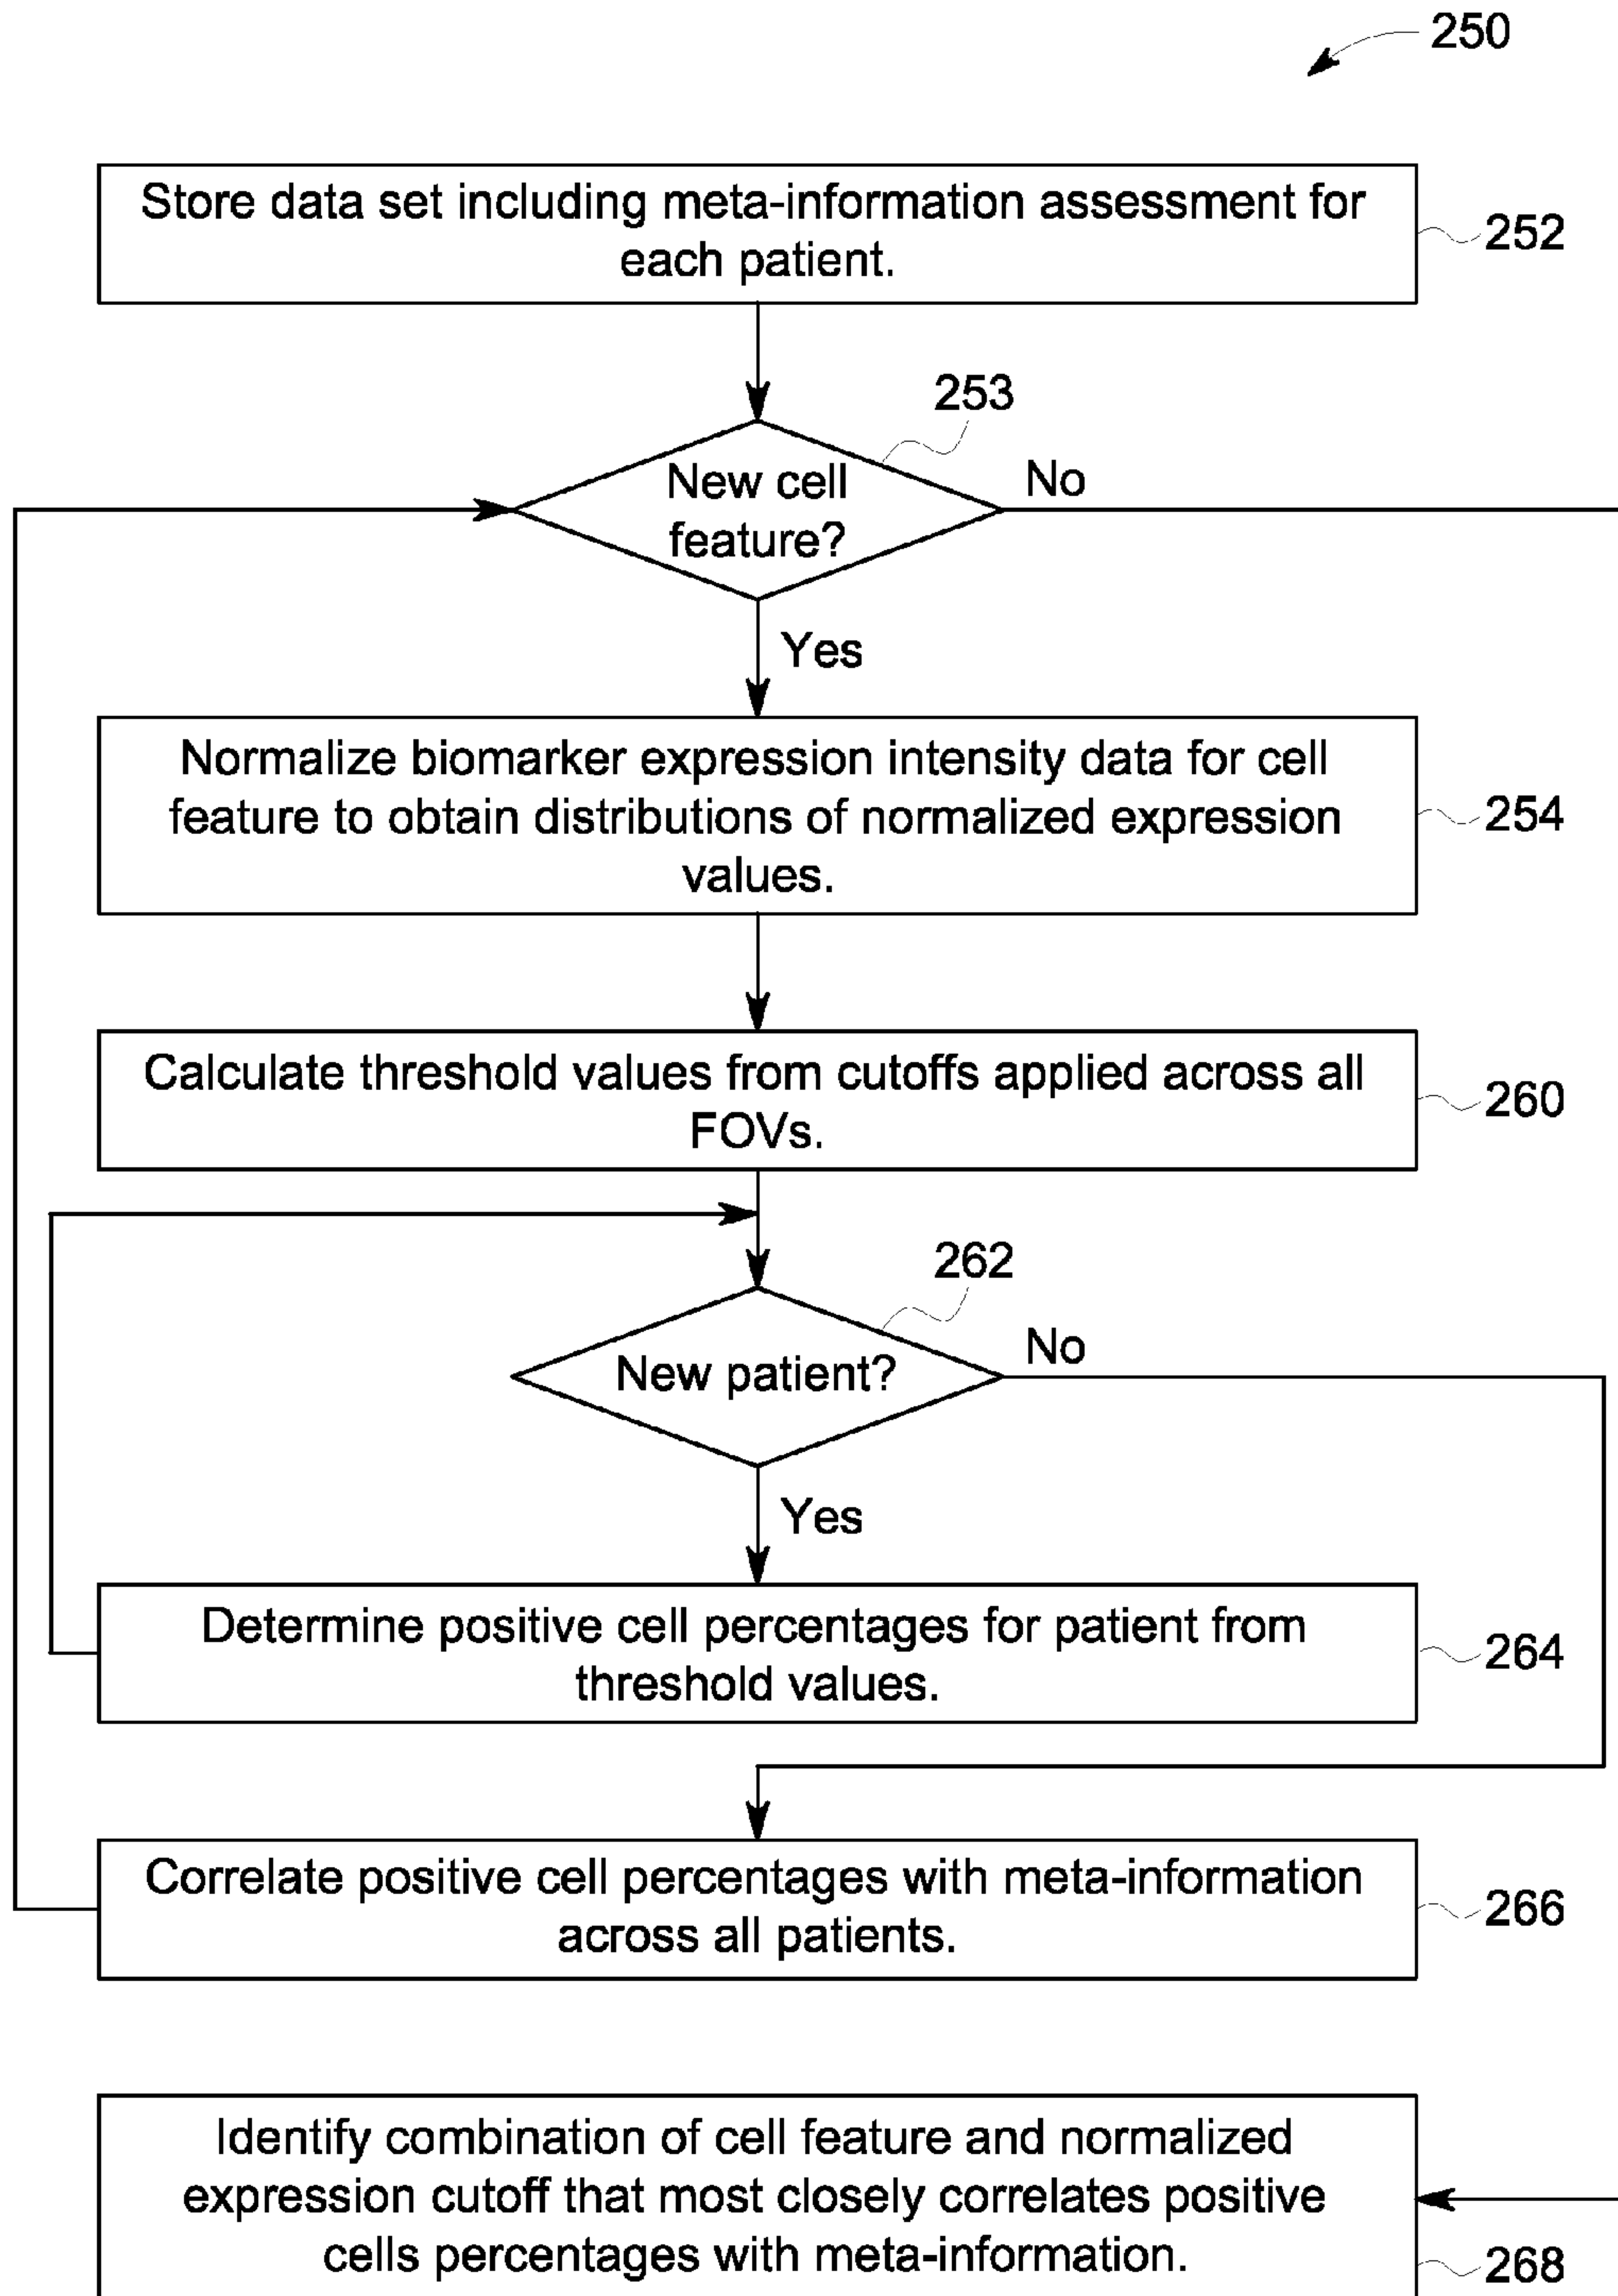 250
Store data set including meta-information assessment for
each patient.
252
253
New cell
feature?
No
Yes
Normalize biomarker expression intensity data for cell
feature to obtain distributions of normalized expression
values.
254
Calculate threshold values from cutoffs applied across all
FOVs.
260
262
New patient?
No
Yes
Determine positive cell percentages for patient from
threshold values.
264
Correlate positive cell percentages with meta-information
across all patients.
266
Identify combination of cell feature and normalized
expression cutoff that most closely correlates positive
cells percentages with meta-information.
268